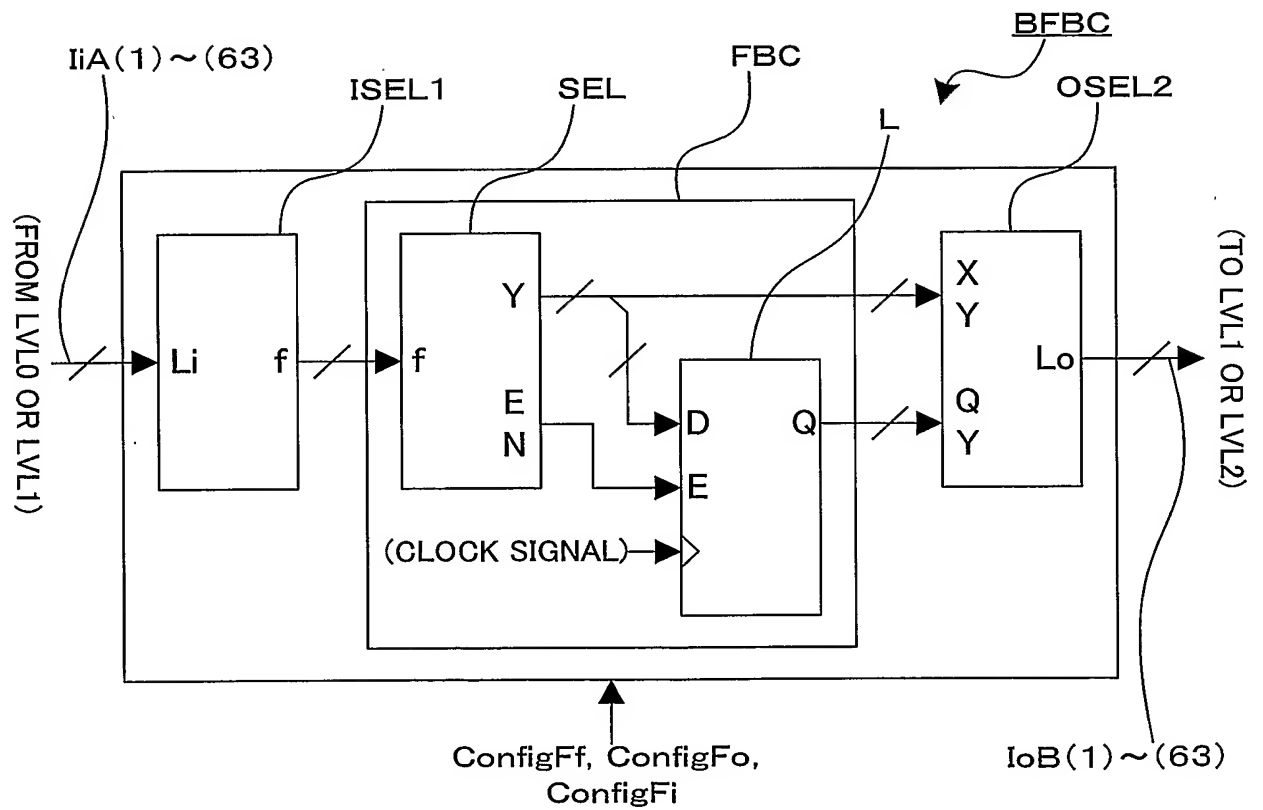 BFBC
IiA(1)～(63)
FBC
ISEL1
SEL
OSEL2
L
(FROM LVL0 OR LVL1)
(TO LVL1 OR LVL2)
X
Y
Y
Li
f
f
Lo
E
N
D
Q
Q
Y
E
(CLOCK SIGNAL)
ConfigFf, ConfigFo,
ConfigFi
IoB(1)～(63)